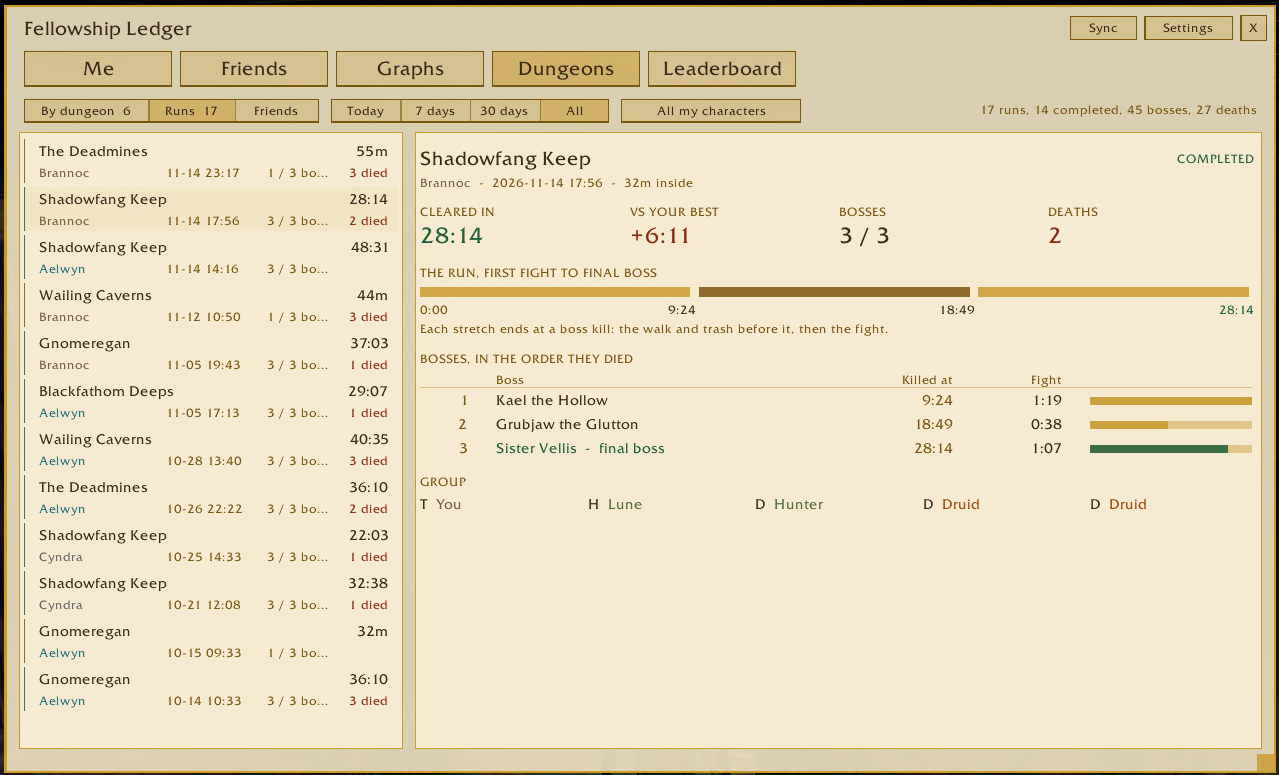 Fellowship Ledger
Sync Settings X
Me Friends Graphs Dungeons Leaderboard
By dungeon 6 Runs 17 Friends Today 7 days 30 days All All my characters 17 runs, 14 completed, 45 bosses, 27 deaths
The Deadmines 55m
Brannoc 11-14 23:17 1 / 3 bo... 3 died
Shadowfang Keep 28:14
Brannoc 11-14 17:56 3 / 3 bo... 2 died
Shadowfang Keep 48:31
Aelwyn 11-14 14:16 3 / 3 bo...
Wailing Caverns 44m
Brannoc 11-12 10:50 1 / 3 bo... 3 died
Gnomeregan 37:03
Brannoc 11-05 19:43 3 / 3 bo... 1 died
Blackfathom Deeps 29:07
Aelwyn 11-05 17:13 3 / 3 bo... 1 died
Wailing Caverns 40:35
Aelwyn 10-28 13:40 3 / 3 bo... 3 died
The Deadmines 36:10
Aelwyn 10-26 22:22 3 / 3 bo... 2 died
Shadowfang Keep 22:03
Cyndra 10-25 14:33 3 / 3 bo... 1 died
Shadowfang Keep 32:38
Cyndra 10-21 12:08 3 / 3 bo... 1 died
Gnomeregan 32m
Aelwyn 10-15 09:33 1 / 3 bo...
Gnomeregan 36:10
Aelwyn 10-14 10:33 3 / 3 bo... 3 died
Shadowfang Keep COMPLETED
Brannoc - 2026-11-14 17:56 - 32m inside
CLEARED IN VS YOUR BEST BOSSES DEATHS
28:14 +6:11 3 / 3 2
THE RUN, FIRST FIGHT TO FINAL BOSS
0:00 9:24 18:49 28:14
Each stretch ends at a boss kill: the walk and trash before it, then the fight.
BOSSES, IN THE ORDER THEY DIED
Boss Killed at Fight
1 Kael the Hollow 9:24 1:19
2 Grubjaw the Glutton 18:49 0:38
3 Sister Vellis - final boss 28:14 1:07
GROUP
T You H Lune D Hunter D Druid D Druid